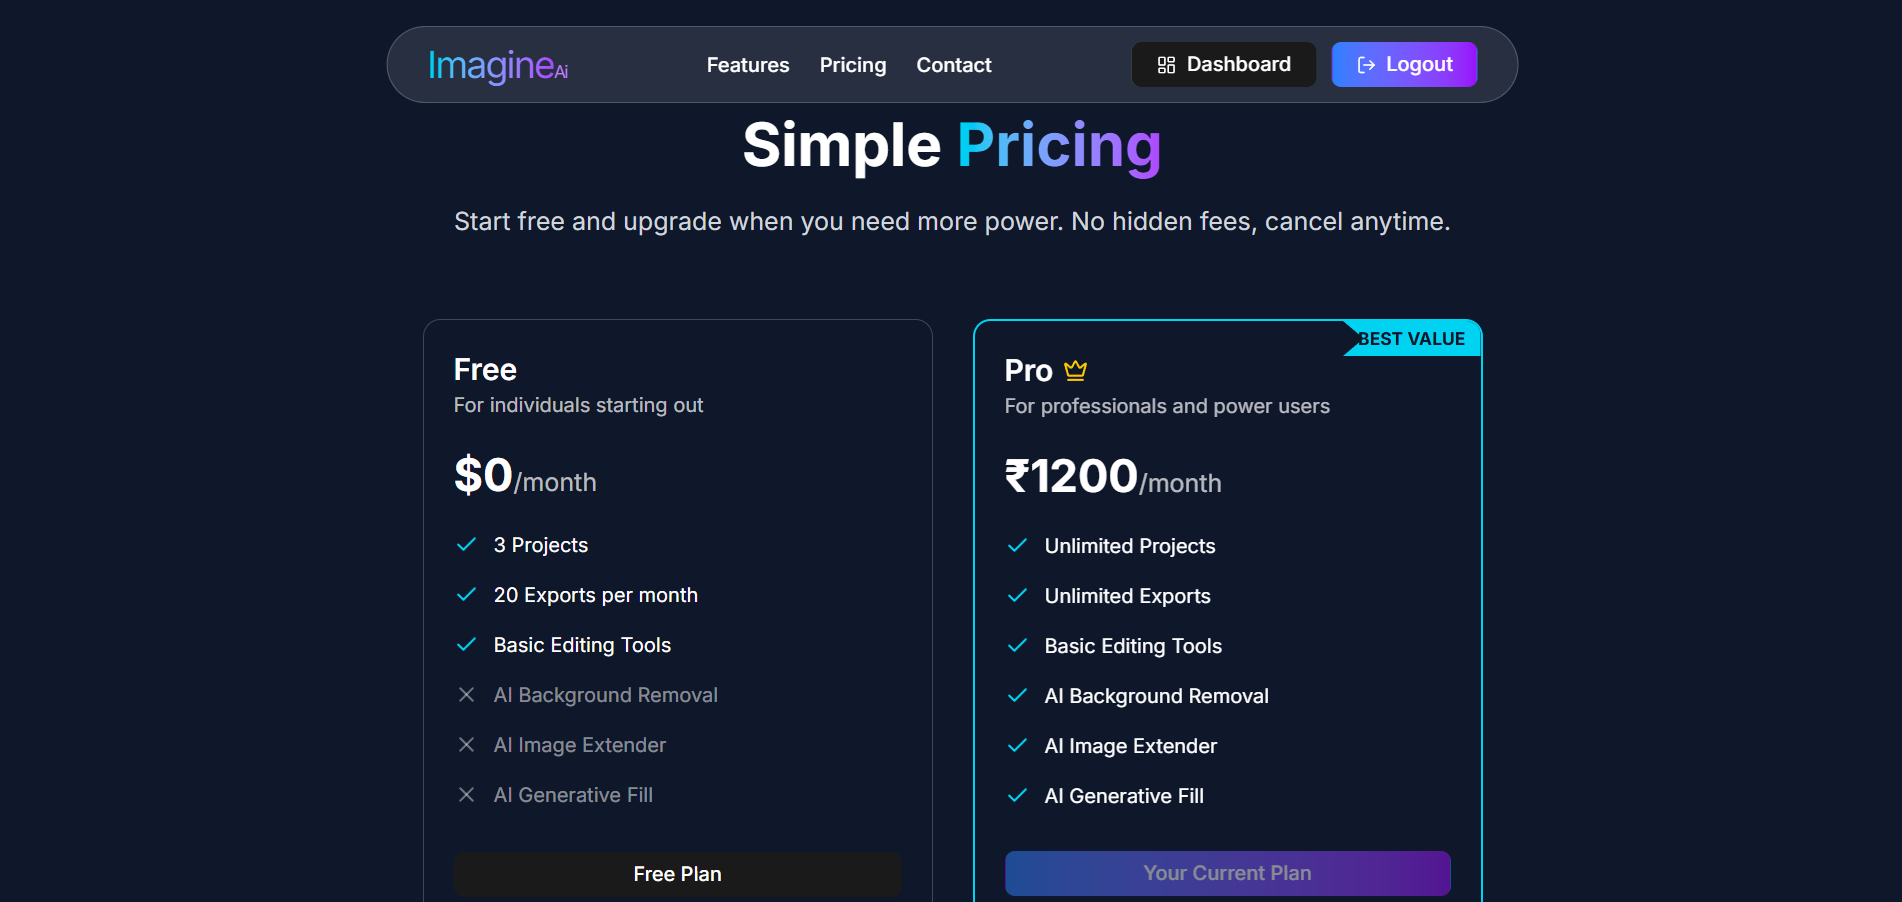 ImagineAi
Features Pricing Contact
Dashboard
Logout
Simple Pricing
Start free and upgrade when you need more power. No hidden fees, cancel anytime.
Free
For individuals starting out
$0/month
3 Projects
20 Exports per month
Basic Editing Tools
AI Background Removal
AI Image Extender
AI Generative Fill
Free Plan
BEST VALUE
Pro
For professionals and power users
₹1200/month
Unlimited Projects
Unlimited Exports
Basic Editing Tools
AI Background Removal
AI Image Extender
AI Generative Fill
Your Current Plan